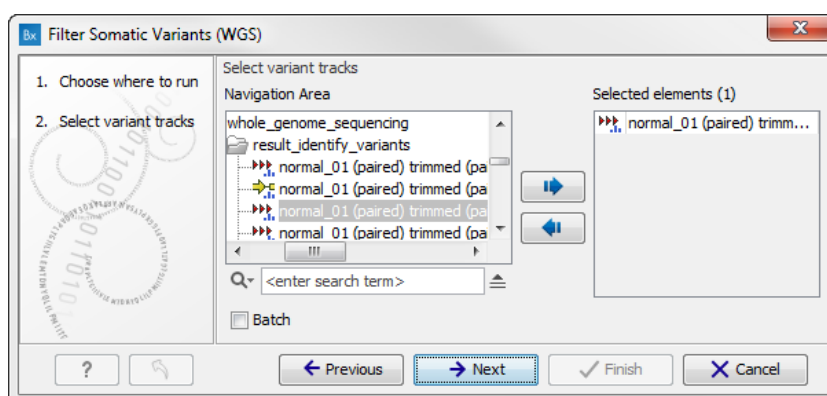 Bx Filter Somatic Variants (WGS)
1. Choose where to run
2. Select variant tracks
Select variant tracks
Navigation Area
whole_genome_sequencing
result_identify_variants
normal_01 (paired) trimmed (pa
normal_01 (paired) trimmed (pa
normal_01 (paired) trimmed (pa
normal_01 (paired) trimmed (pa
<enter search term>
Batch
Selected elements (1)
normal_01 (paired) trimm...
?
Previous
Next
Finish
Cancel